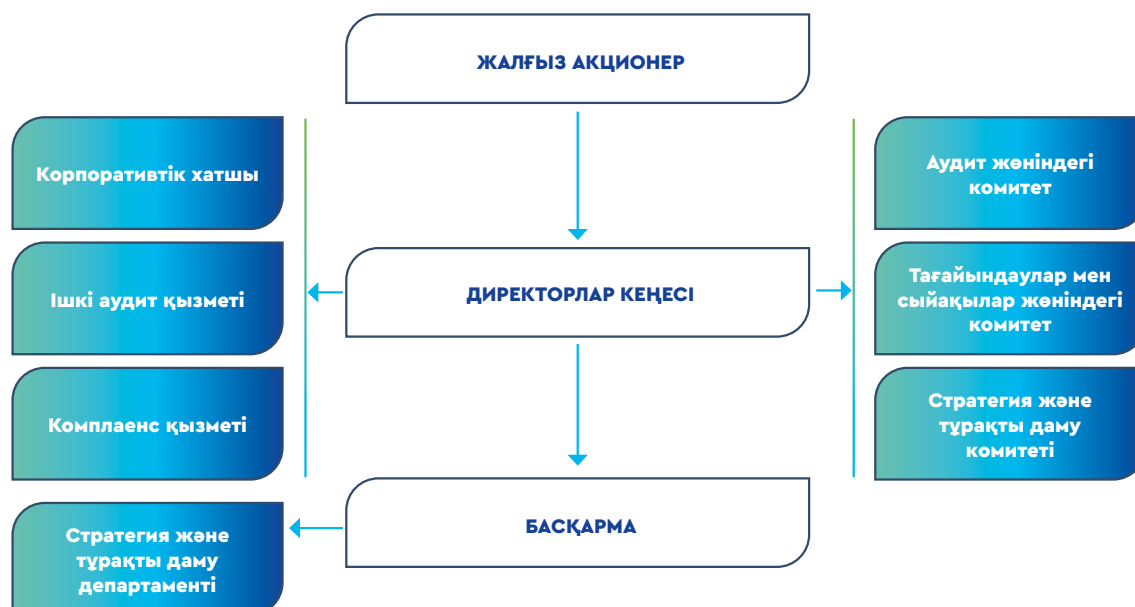 ЖАЛҒЫЗ АКЦИОНЕР
Корпоративтік хатшы
Аудит жөніндегі
комитет
Ішкі аудит қызметі
ДИРЕКТОРЛАР КЕҢЕСІ
Тағайындаулар мен
сыйақылар жөніндегі
комитет
Комплаенс қызметі
Стратегия және
тұрақты даму
комитеті
БАСҚАРМА
Стратегия және
тұрақты даму
департаменті